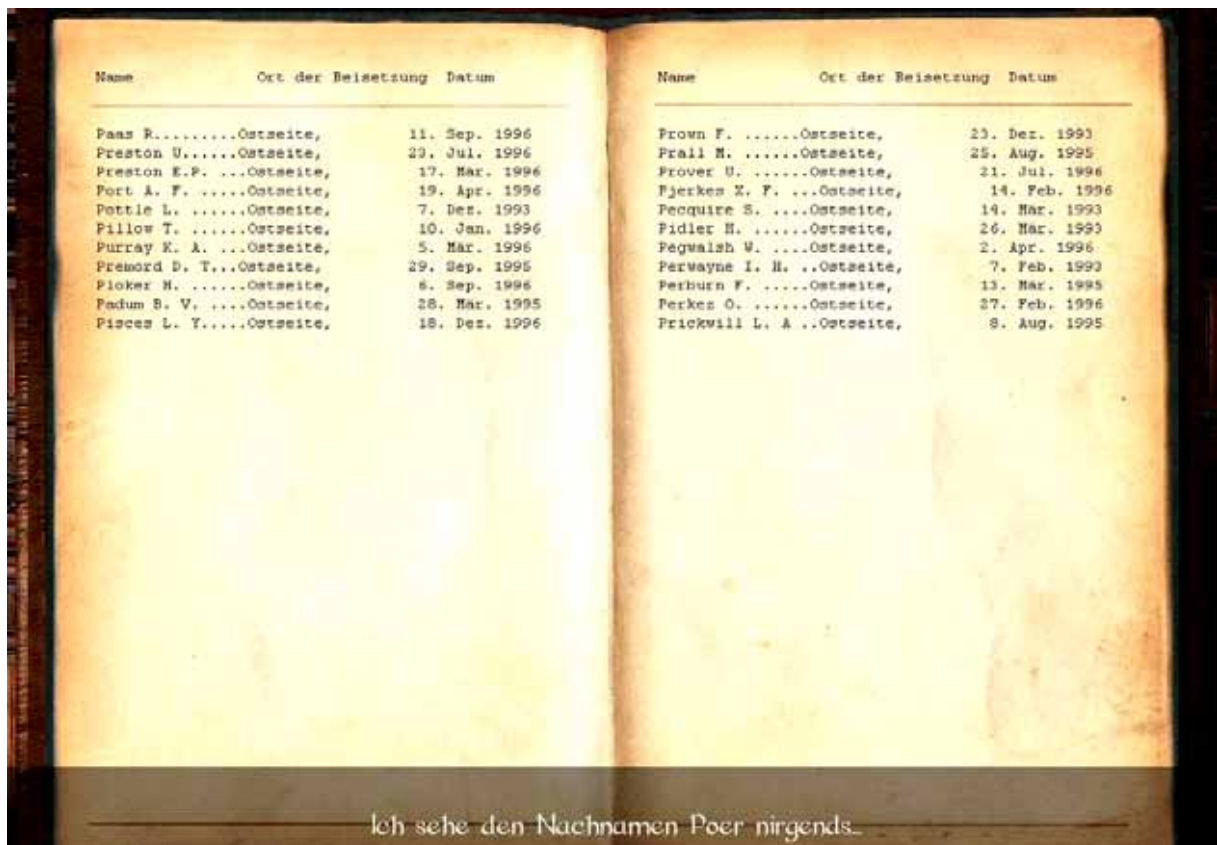 Name Ort der Beisetzung Datum
Paas R.........Ostseite, 11. Sep. 1996
Preston U......Ostseite, 23. Jul. 1996
Preston E.P. ...Ostseite, 17. Mar. 1996
Port A. F. ......Ostseite, 19. Apr. 1996
Pottle L. ......Ostseite, 7. Dez. 1993
Pillow T. ......Ostseite, 10. Jan. 1996
Purray K. A. ...Ostseite, 5. Mar. 1996
Premord D. T...Ostseite, 29. Sep. 1995
Ploker M. ......Ostseite, 6. Sep. 1996
Padum B. V. ....Ostseite, 28. Mar. 1995
Pisces L. Y.....Ostseite, 18. Dez. 1996
Name Ort der Beisetzung Datum
Prown F. ......Ostseite, 23. Dez. 1993
Prall M. ......Ostseite, 25. Aug. 1995
Prover U. ......Ostseite, 21. Jul. 1996
Pjerkes X. F. ...Ostseite, 14. Feb. 1996
Pecquire S. ....Ostseite, 14. Mar. 1993
Pidler H. ......Ostseite, 26. Mar. 1993
Pegwalsh W. ....Ostseite, 2. Apr. 1996
Perwayne I. H. ..Ostseite, 7. Feb. 1993
Perburn F. ......Ostseite, 13. Mar. 1995
Perkez O. ......Ostseite, 27. Feb. 1996
Prickwill L. A ..Ostseite, 8. Aug. 1995
Ich sehe den Nachnamen Poer nirgends...